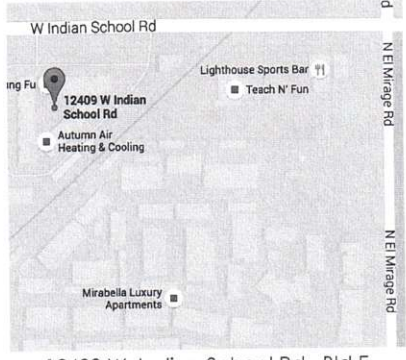 W Indian School Rd
N El Mirage Rd
Lighthouse Sports Bar
Teach N' Fun
ng Fu
12409 W Indian
School Rd
Autumn Air
Heating & Cooling
N El Mirage Rd
Mirabella Luxury
Apartments